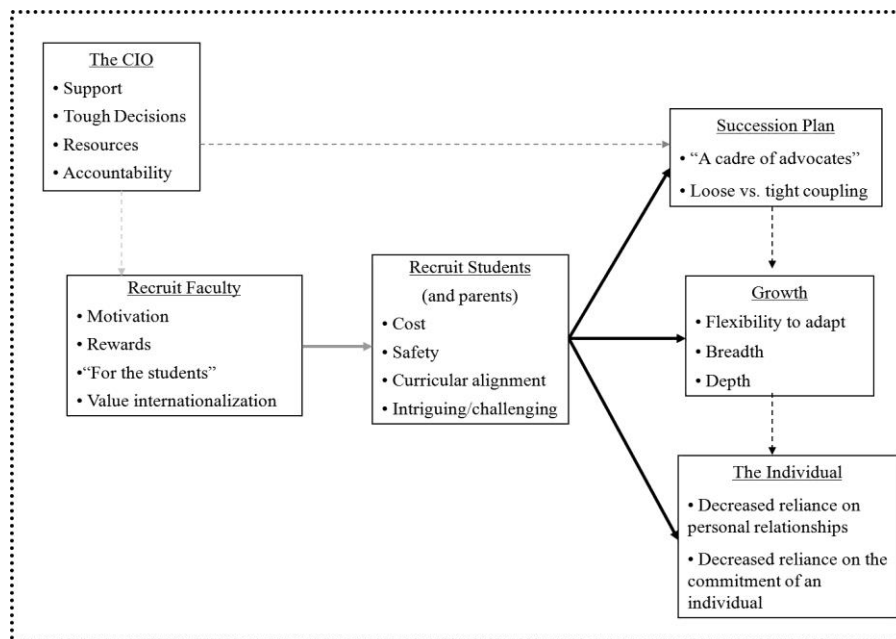 The CIO
• Support
• Tough Decisions
• Resources
• Accountability
Recruit Faculty
• Motivation
• Rewards
• “For the students”
• Value internationalization
Recruit Students
(and parents)
• Cost
• Safety
• Curricular alignment
• Intriguing/challenging
Succession Plan
• “A cadre of advocates”
• Loose vs. tight coupling
Growth
• Flexibility to adapt
• Breadth
• Depth
The Individual
• Decreased reliance on
personal relationships
• Decreased reliance on the
commitment of an
individual